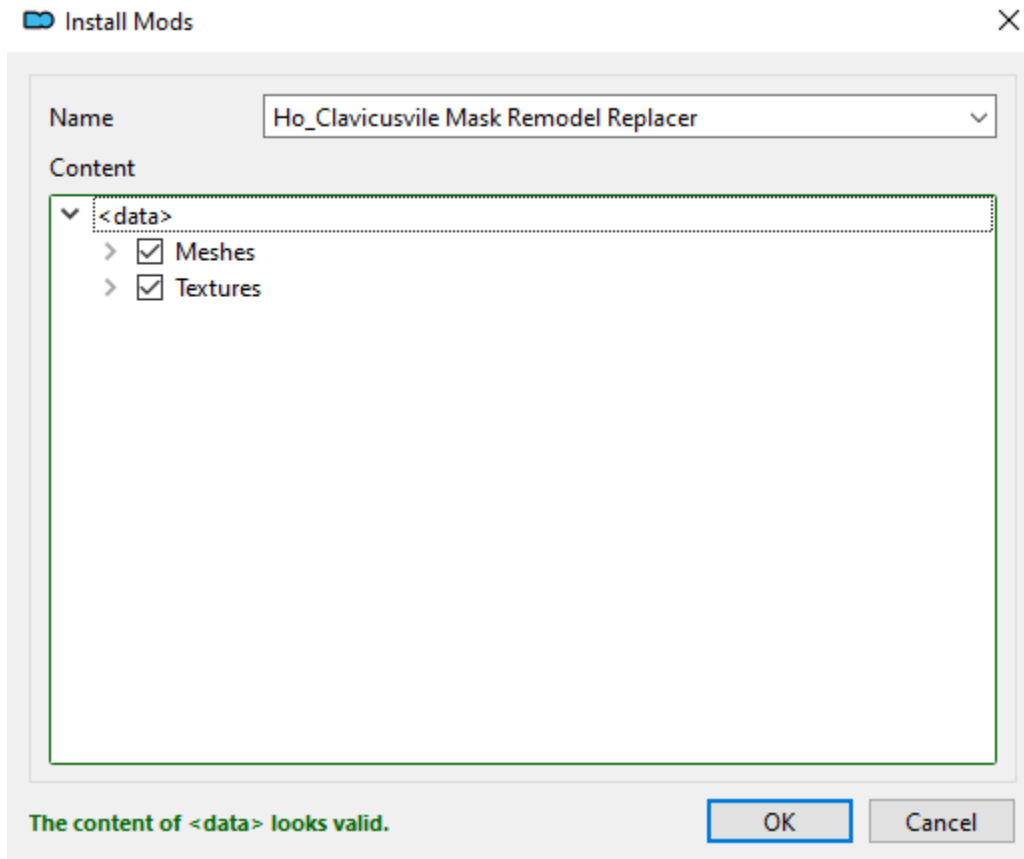 Install Mods
Name
Ho_Clavicusvile Mask Remodel Replacer
Content
<data>
Meshes
Textures
The content of <data> looks valid.
OK
Cancel